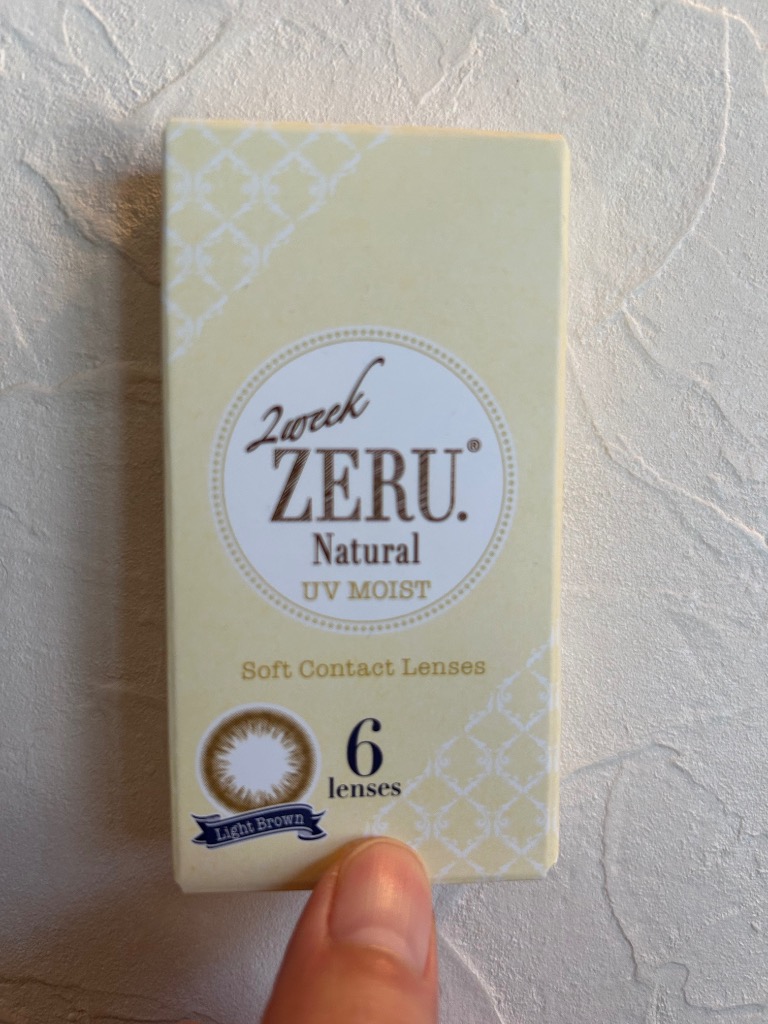 2week
ZERU.®
Natural
UV MOIST
Soft Contact Lenses
6
lenses
Light Brown